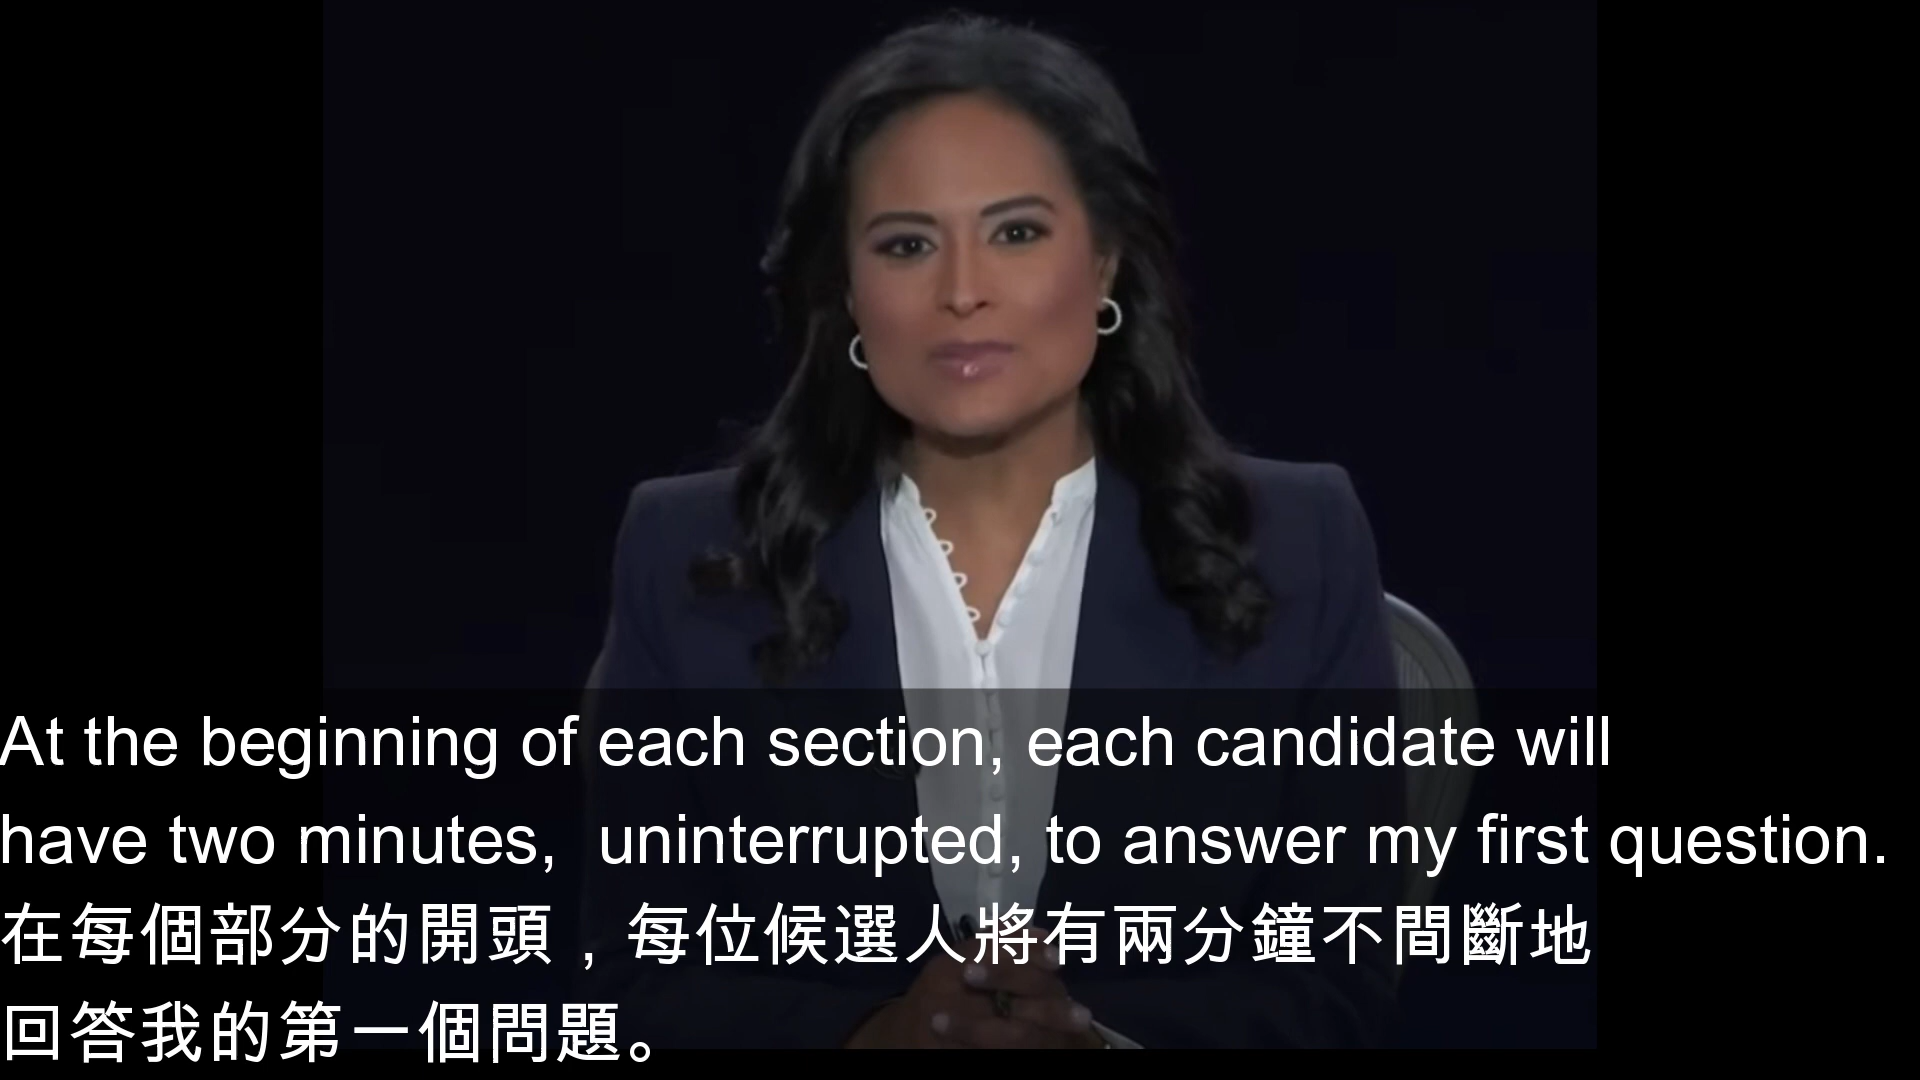 At the beginning of each section, each candidate will
have two minutes,  uninterrupted, to answer my first question.
在每個部分的開頭，每位候選人將有兩分鐘不間斷地
回答我的第一個問題。